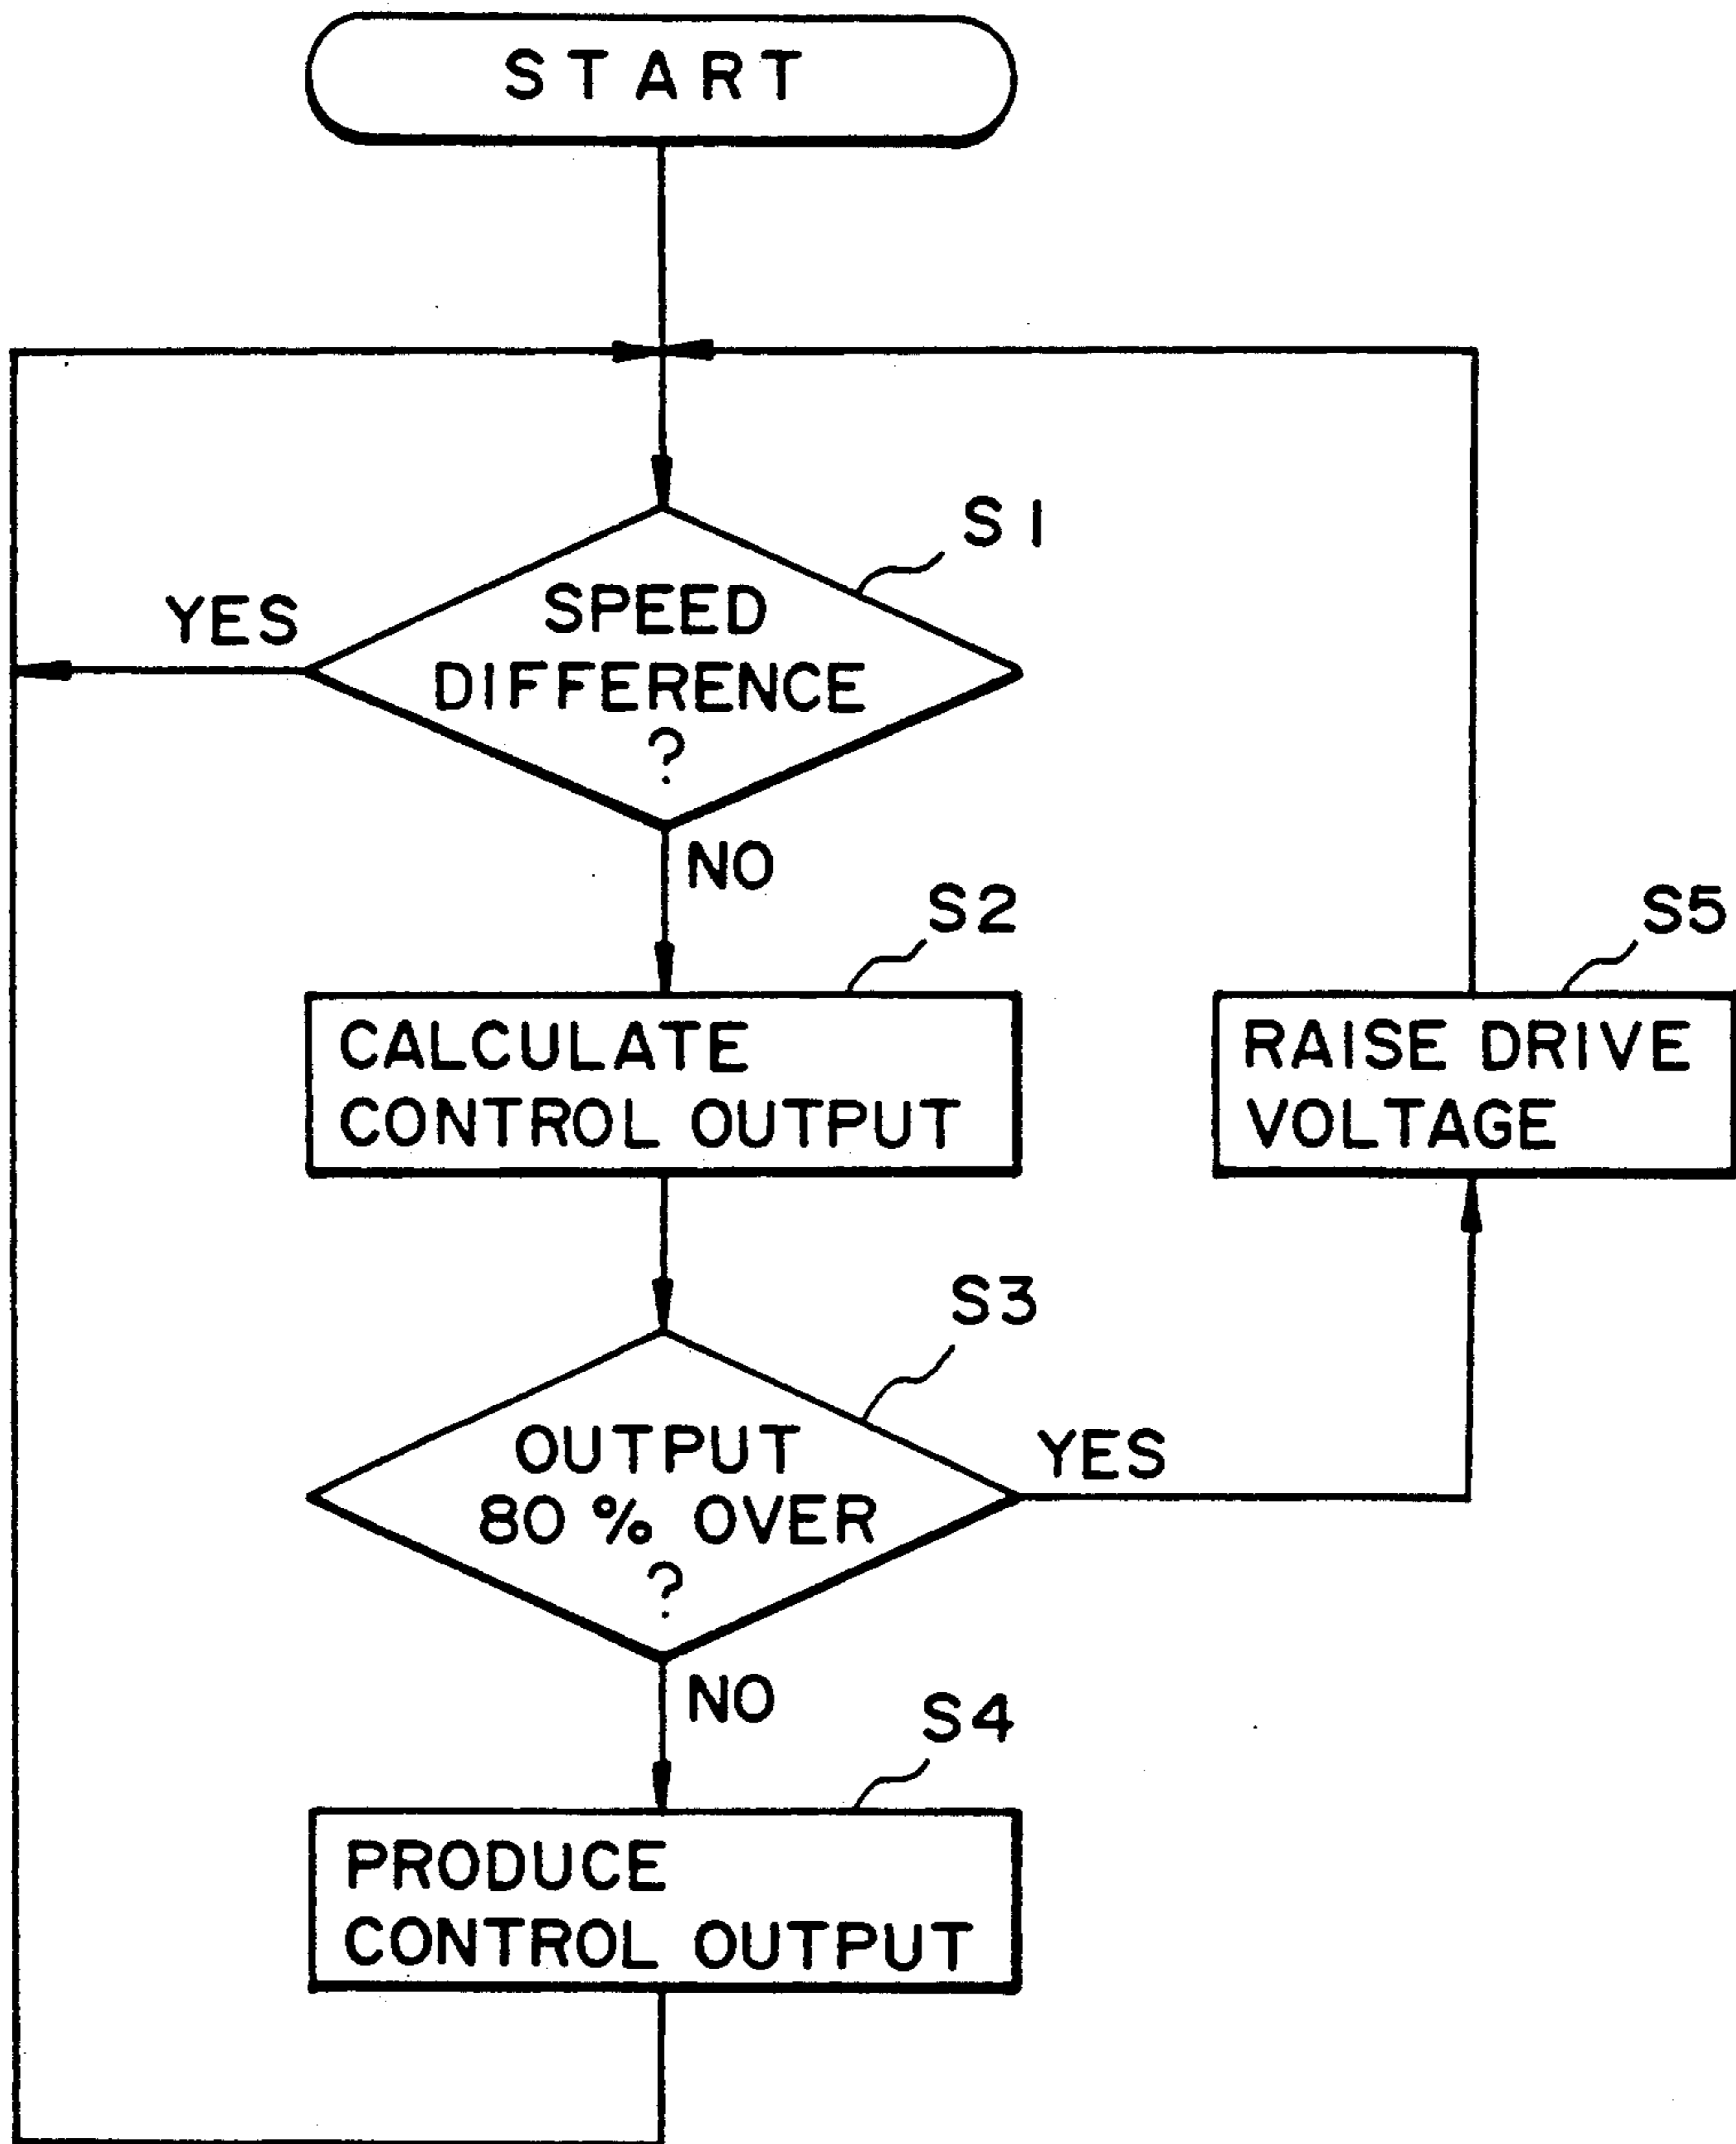 START
S1
YES
SPEED
DIFFERENCE
?
NO
S2
S5
CALCULATE
CONTROL OUTPUT
RAISE DRIVE
VOLTAGE
S3
OUTPUT
80 % OVER
?
YES
NO
S4
PRODUCE
CONTROL OUTPUT